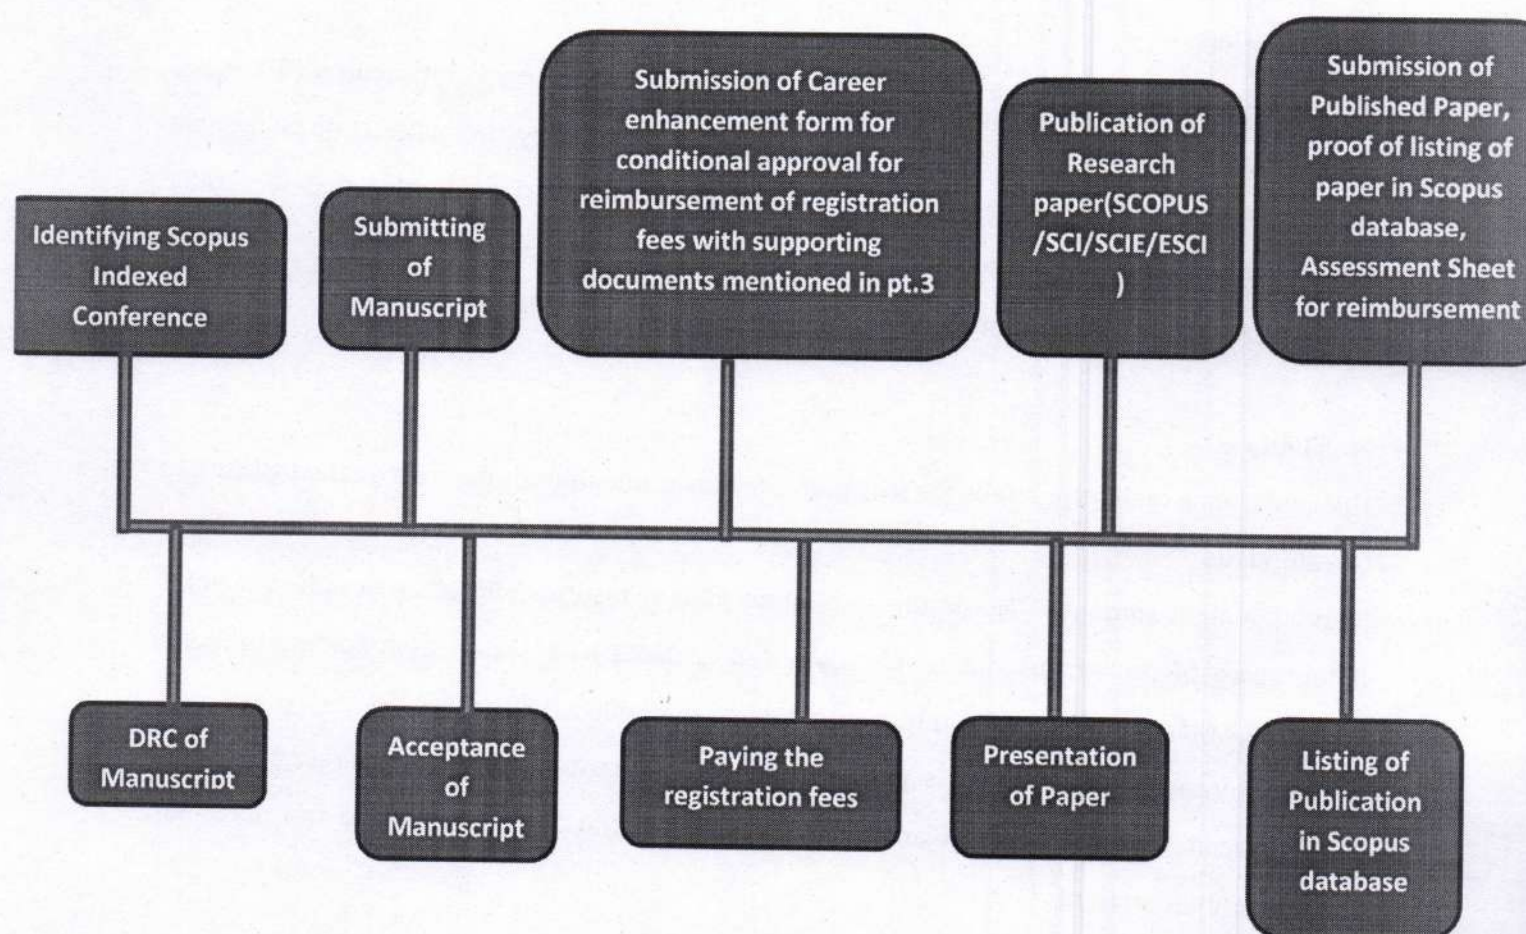 Identifying Scopus
Indexed
Conference
Submitting
of
Manuscript
Submission of Career
enhancement form for
conditional approval for
reimbursement of registration
fees with supporting
documents mentioned in pt.3
Publication of
Research
paper(SCOPUS
/SCI/SCIE/ESCI
)
Submission of
Published Paper,
proof of listing of
paper in Scopus
database,
Assessment Sheet
for reimbursement
DRC of
Manuscript
Acceptance
of
Manuscript
Paying the
registration fees
Presentation
of Paper
Listing of
Publication
in Scopus
database